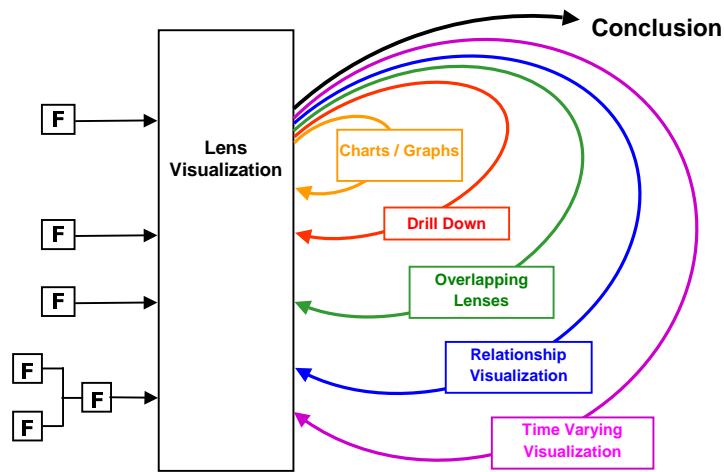 Conclusion
F
Lens
Visualization
Charts / Graphs
F
Drill Down
F
Overlapping
Lenses
F
F
F
Relationship
Visualization
Time Varying
Visualization